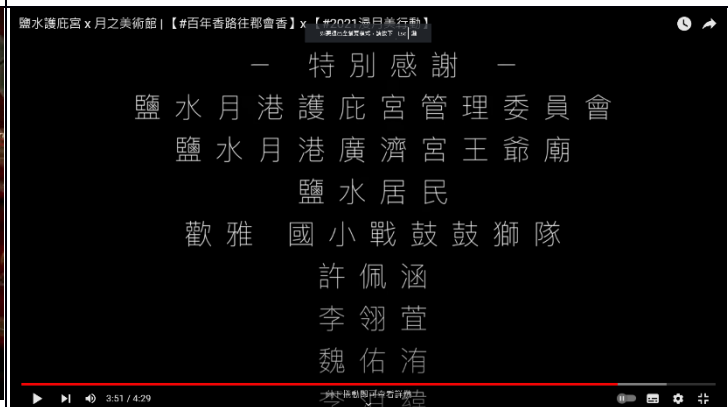 鹽水護庇宮 x 月之美術館 | 【#百年香路往郡會香】x 【#2021漫月美行動】
— 特別感謝 —
鹽水月港護庇宮管理委員會
鹽水月港廣濟宮王爺廟
鹽水居民
歡雅 國小戰鼓鼓獅隊
許佩涵
李翎萱
魏佑洧
3:51 / 4:29